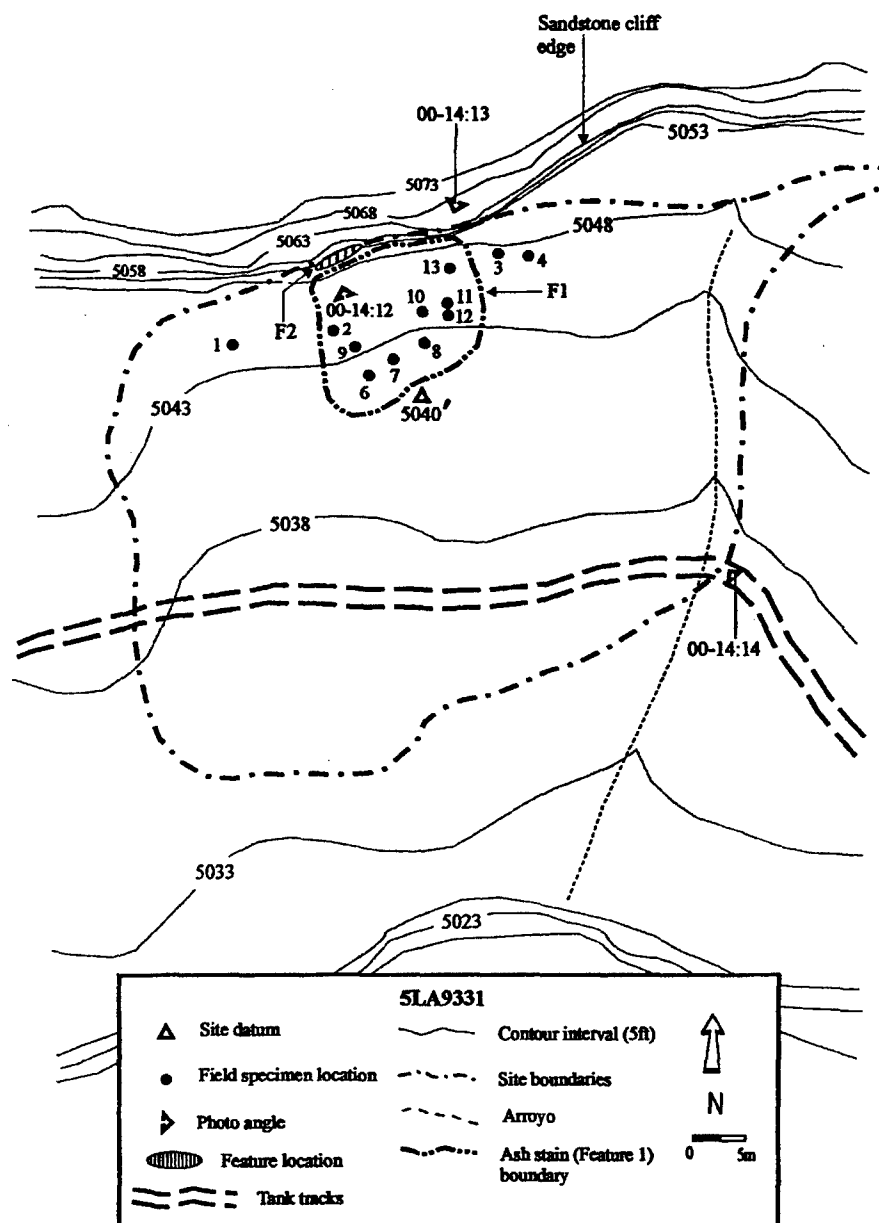 Sandstone cliff
edge
00-14:13
5053
5073
5068
5048
5063
5058
13
3
4
F1
00-14:12
10
11
12
F2
2
1
9
8
7
6
5043
5040'
5038
00-14:14
5033
5023
5LA9331
Site datum
Contour interval (5ft)
Field specimen location
Site boundaries
Photo angle
Arroyo
N
Feature location
Ash stain (Feature 1)
boundary
0 5m
Tank tracks